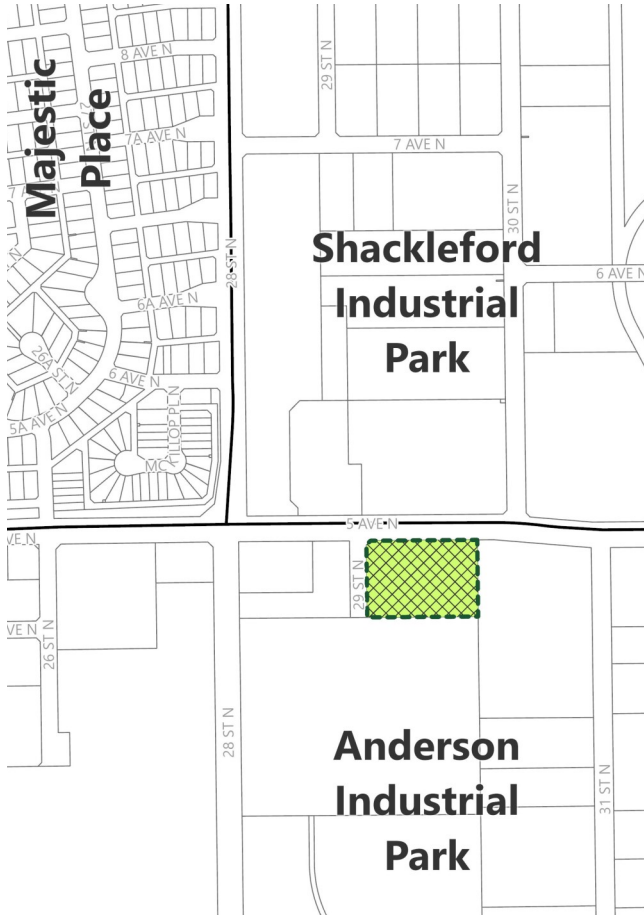 8 AVE N
29 ST N
Majestic
Place
7A AVE N
7 AVE N
30 ST N
28 ST N
Shackleford
Industrial
Park
6 AVE N
6A AVE N
26A ST N
6 AVE N
5A AVE N
5 AVE N
VE N
29 ST N
VE N
26 ST N
28 ST N
Anderson
Industrial
Park
31 ST N